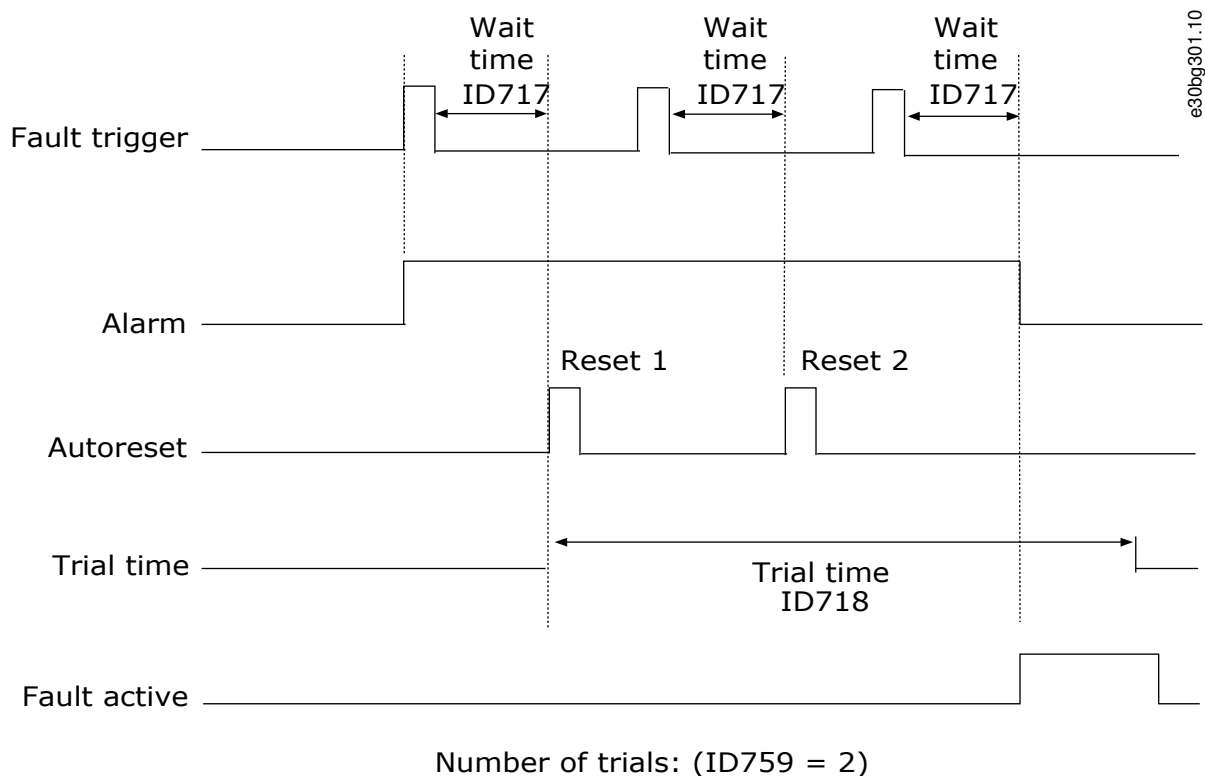 Wait
time
ID717
Wait
time
ID717
Wait
time
ID717
e30bg301.10
Fault trigger
Alarm
Reset 1
Reset 2
Autoreset
Trial time
Trial time
ID718
Fault active
Number of trials: (ID759 = 2)